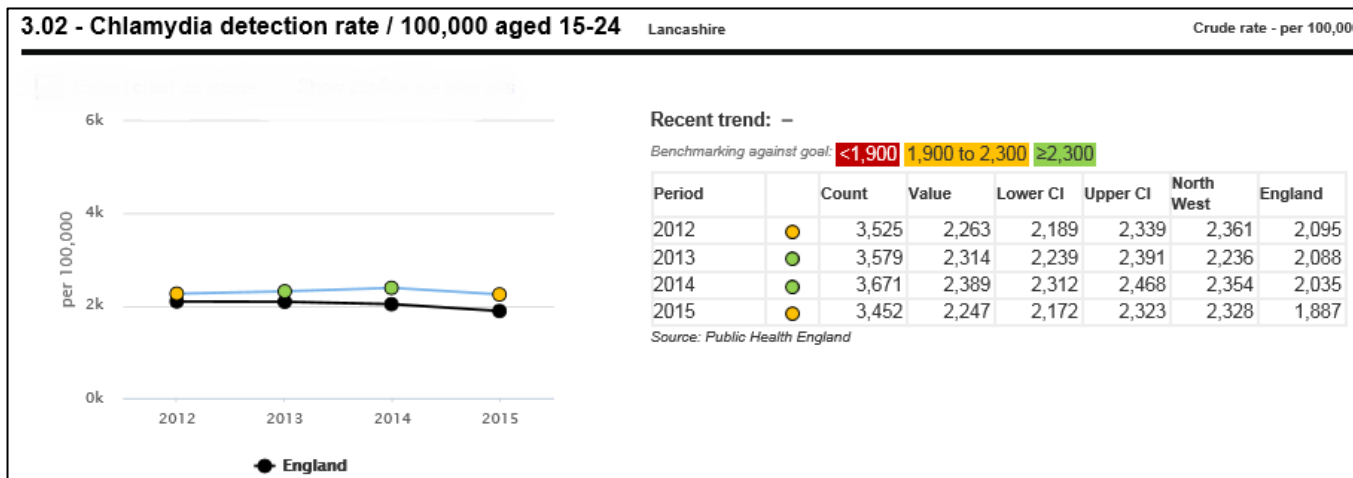 3.02 - Chlamydia detection rate / 100,000 aged 15-24 Lancashire Crude rate - per 100,000
6k
4k
2k
0k
per 100,000
2012 2013 2014 2015
England
Recent trend: –
Benchmarking against goal: <1,900 1,900 to 2,300 ≥2,300
Period Count Value Lower CI Upper CI North West England
2012 3,525 2,263 2,189 2,339 2,361 2,095
2013 3,579 2,314 2,239 2,391 2,236 2,088
2014 3,671 2,389 2,312 2,468 2,354 2,035
2015 3,452 2,247 2,172 2,323 2,328 1,887
Source: Public Health England